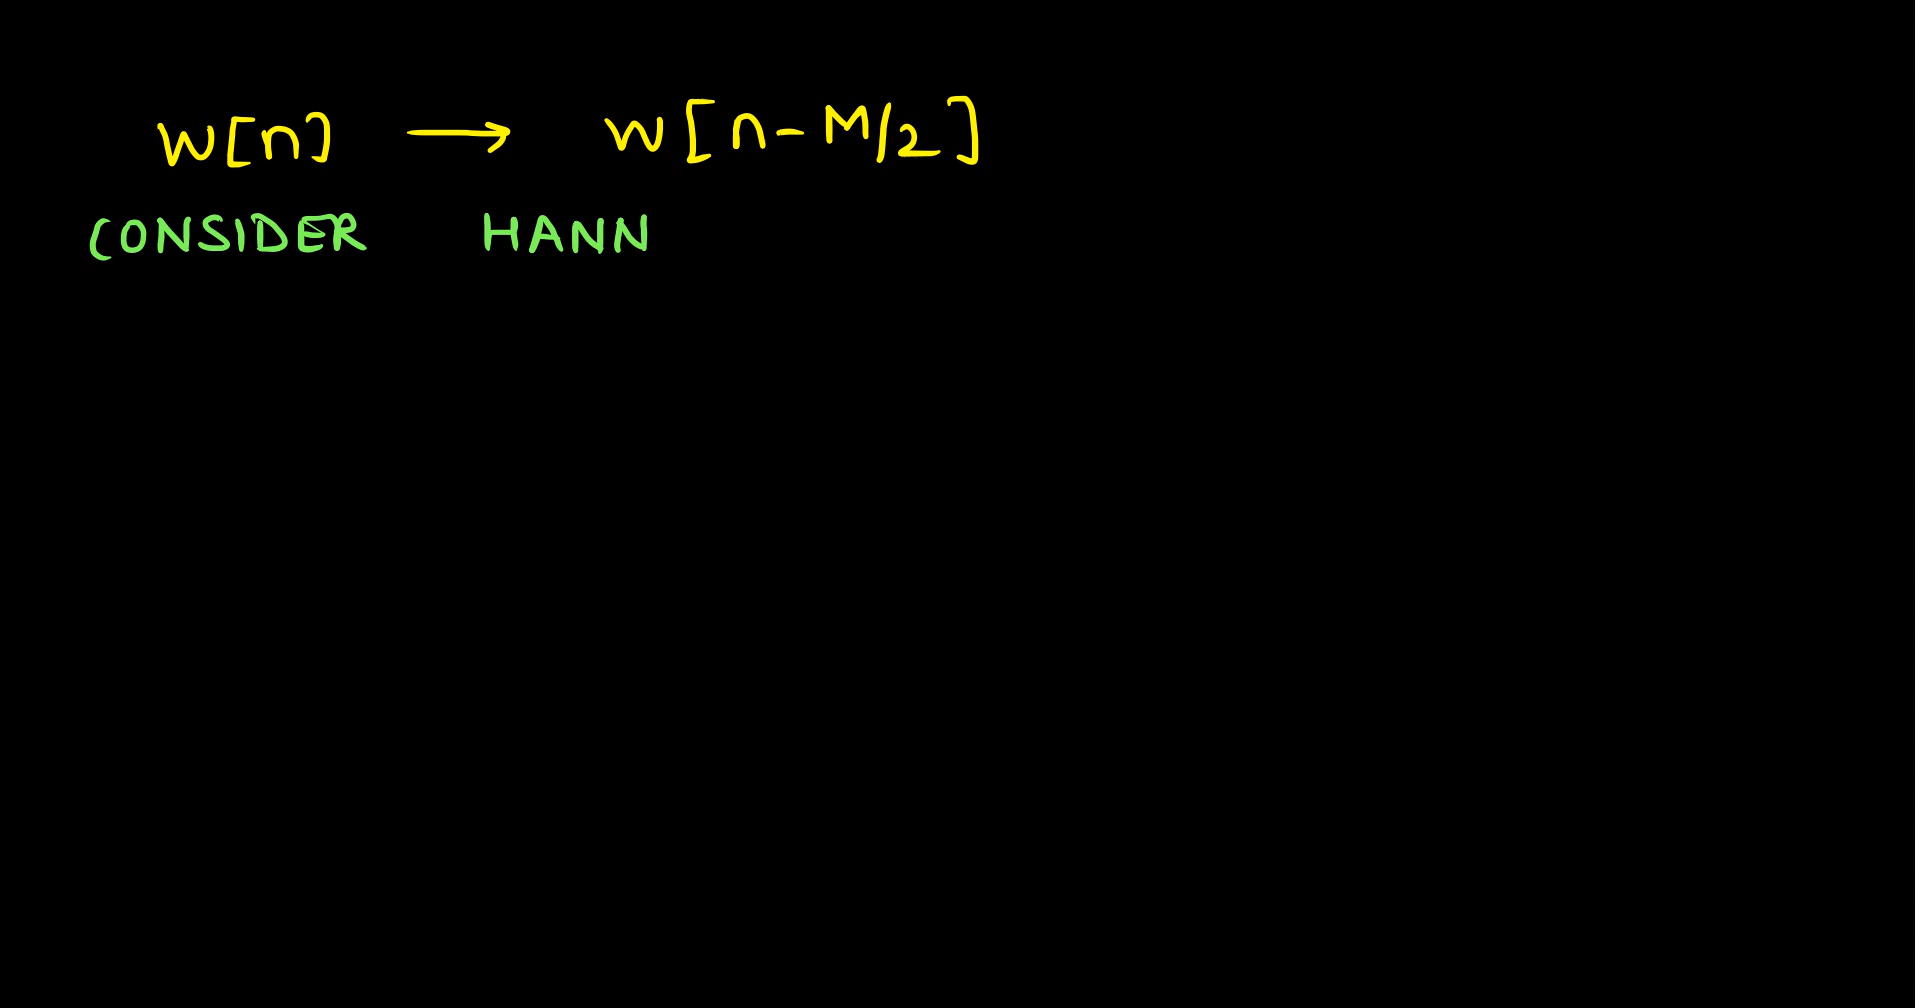 w[n] → w[n-M/2]
CONSIDER HANN